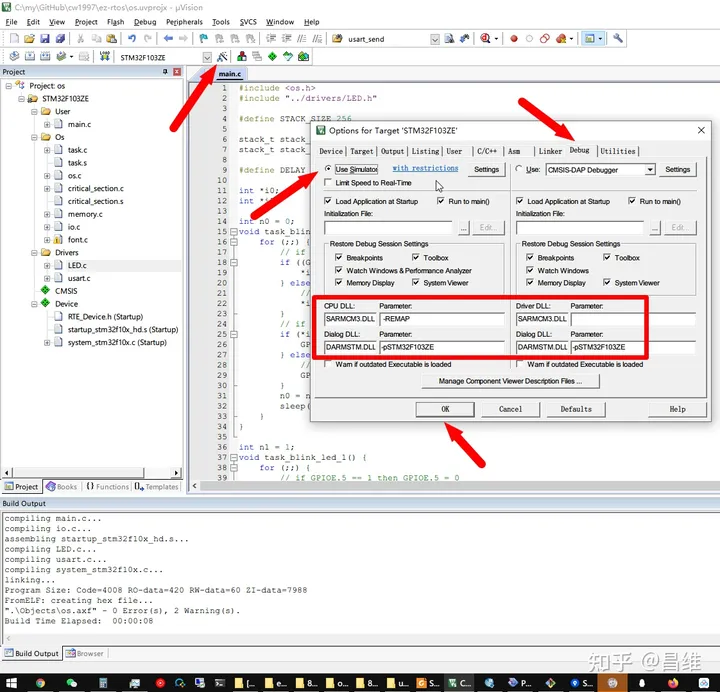 C:\my\GitHub\cw1997\ez-rtos\os.uvprojx - µVision
File Edit View Project Flash Debug Peripherals Tools SVCS Window Help
usart_send
STM32F103ZE
Project
main.c
Project: os
STM32F103ZE
User
main.c
Os
task.c
task.s
os.c
critical_section.c
critical_section.s
memory.c
io.c
font.c
Drivers
LED.c
usart.c
CMSIS
Device
RTE_Device.h (Startup)
startup_stm32f10x_hd.s (Startup)
system_stm32f10x.c (Startup)
1 #include <os.h>
2 #include "../drivers/LED.h"
3
4 #define STACK_SIZE 256
5
6 stack_t stack_
7 stack_t stack_
8
9 #define DELAY
10
11 int *i0;
12 int *i
13
14 int n0 = 0;
15 void task_blink
16 for (;;) {
17 // if
18 if ((G
19 *i
20 } else
21 //
22 *i
23 }
24 // if
25 if (*i
26 GP
27 } else
28 //
29 GP
30 }
31 n0 = n
32 sleep(
33 }
34 }
35
36 int n1 = 1;
37 void task_blink_led_1() {
38 for (;;) {
39 // if GPIOE.5 == 1 then GPIOE.5 = 0
Options for Target 'STM32F103ZE'
Device Target Output Listing User C/C++ Asm Linker Debug Utilities
Use Simulator with restrictions Settings
Use: CMSIS-DAP Debugger Settings
Limit Speed to Real-Time
Load Application at Startup Run to main()
Load Application at Startup Run to main()
Initialization File:
Initialization File:
... Edit...
... Edit...
Restore Debug Session Settings
Breakpoints Toolbox
Watch Windows & Performance Analyzer
Memory Display System Viewer
Restore Debug Session Settings
Breakpoints Toolbox
Watch Windows
Memory Display System Viewer
CPU DLL: Parameter:
SARMCM3.DLL -REMAP
Dialog DLL: Parameter:
DARMSTM.DLL -pSTM32F103ZE
Driver DLL: Parameter:
SARMCM3.DLL
Dialog DLL: Parameter:
DARMSTM.DLL -pSTM32F103ZE
Warn if outdated Executable is loaded
Warn if outdated Executable is loaded
Manage Component Viewer Description Files ...
OK Cancel Defaults Help
Project Books Functions Templates
Build Output
compiling main.c...
compiling io.c...
assembling startup_stm32f10x_hd.s...
compiling LED.c...
compiling usart.c...
compiling system_stm32f10x.c...
linking...
Program Size: Code=4008 RO-data=420 RW-data=60 ZI-data=7988
FromELF: creating hex file...
".\Objects\os.axf" - 0 Error(s), 2 Warning(s).
Build Time Elapsed: 00:00:08
Build Output Browser
知乎 @昌维
[... e... 8... o... 8... u... S... C... P... S...